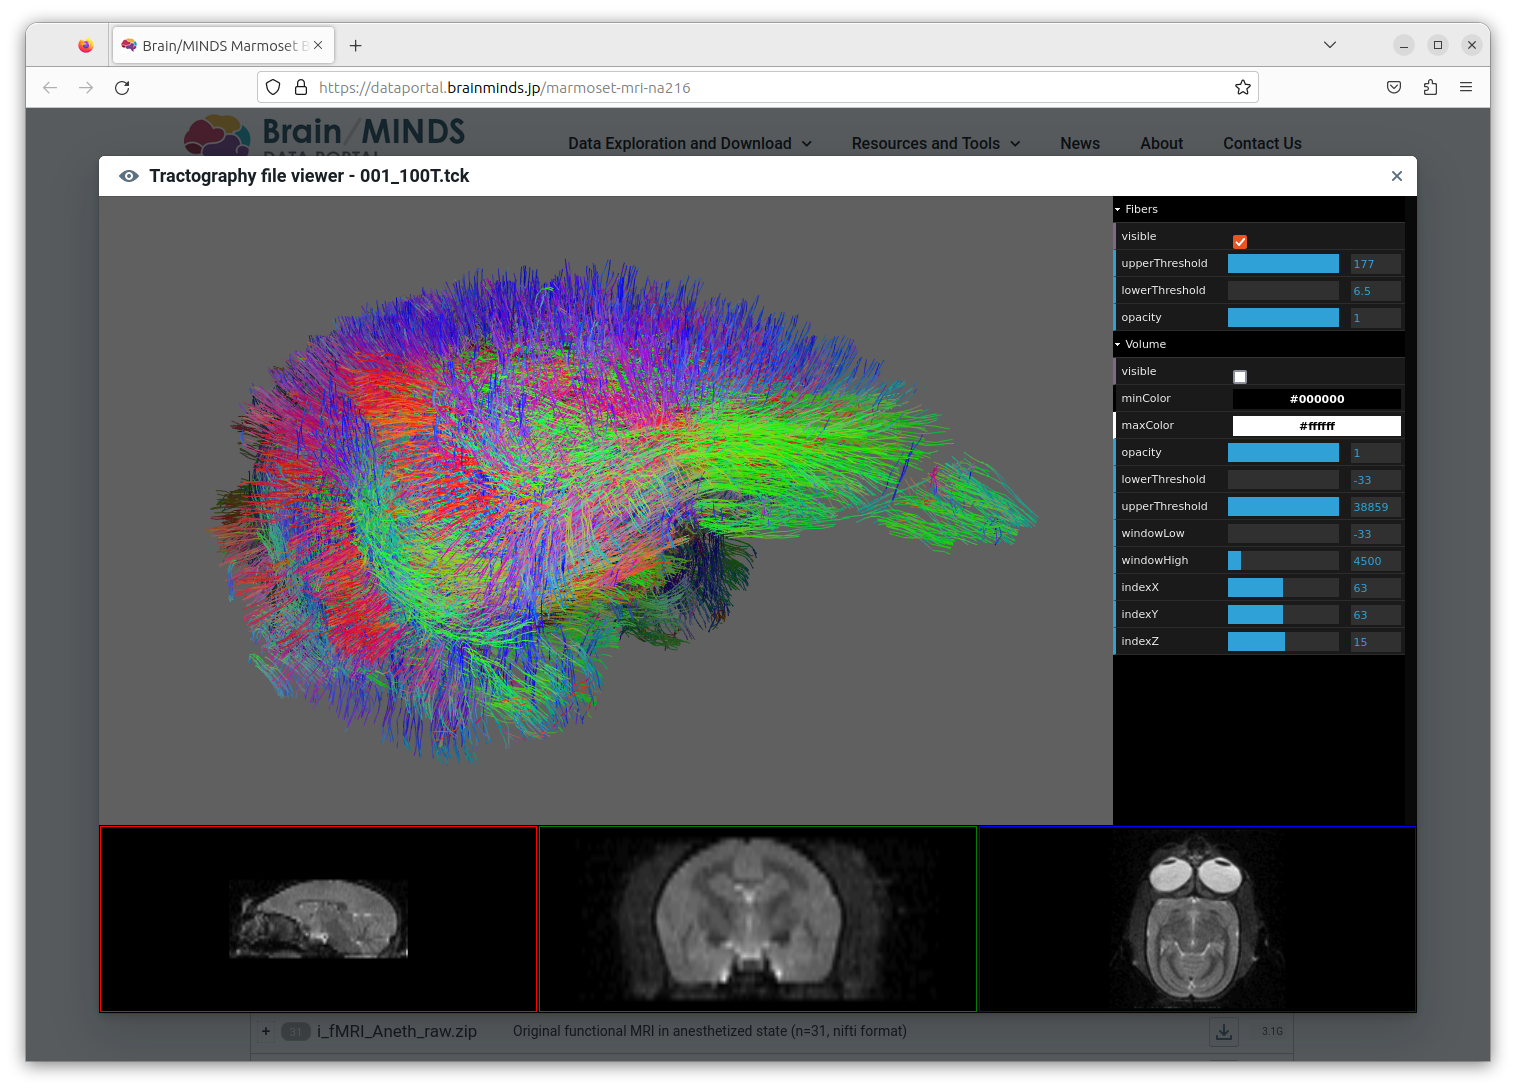 Brain/MINDS Marmoset B
https://dataportal.brainminds.jp/marmoset-mri-na216
Brain/MINDS
DATA PORTAL
Data Exploration and Download
Resources and Tools
News
About
Contact Us
Tractography file viewer - 001_100T.tck
Fibers
visible
upperThreshold 177
lowerThreshold 6.5
opacity 1
Volume
visible
minColor #000000
maxColor #ffffff
opacity 1
lowerThreshold -33
upperThreshold 38859
windowLow -33
windowHigh 4500
indexX 63
indexY 63
indexZ 15
+ 31 i_fMRI_Aneth_raw.zip Original functional MRI in anesthetized state (n=31, nifti format) 3.1G